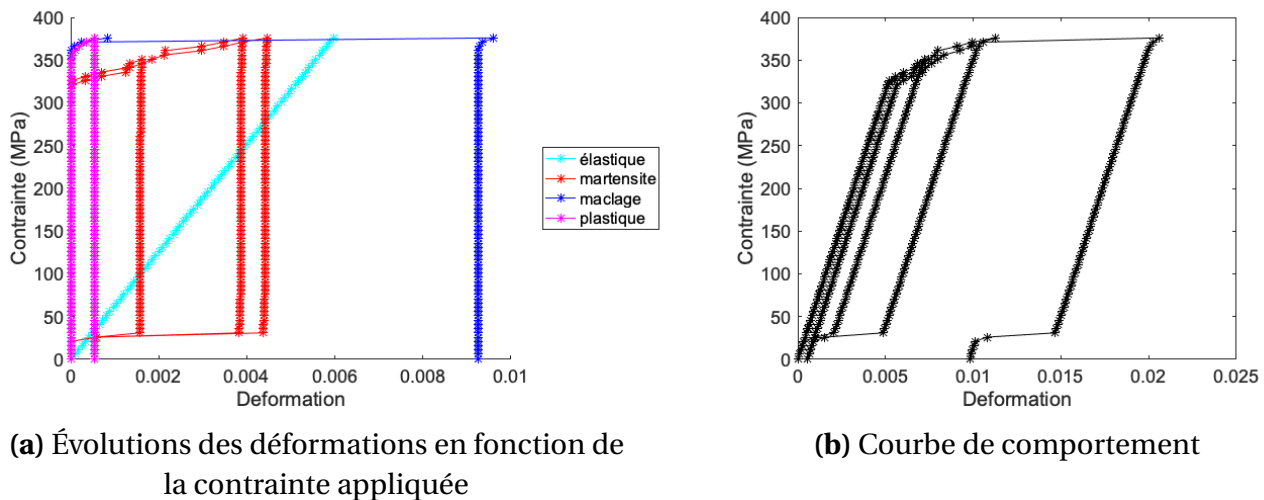 400
350
300
250
200
150
100
50
0
Contrainte (MPa)
0
0.002
0.004
0.006
0.008
0.01
Deformation
élastique
martensite
maclage
plastique
400
350
300
250
200
150
100
50
0
Contrainte (MPa)
0
0.005
0.01
0.015
0.02
0.025
Deformation
(a) Évolutions des déformations en fonction de
la contrainte appliquée
(b) Courbe de comportement